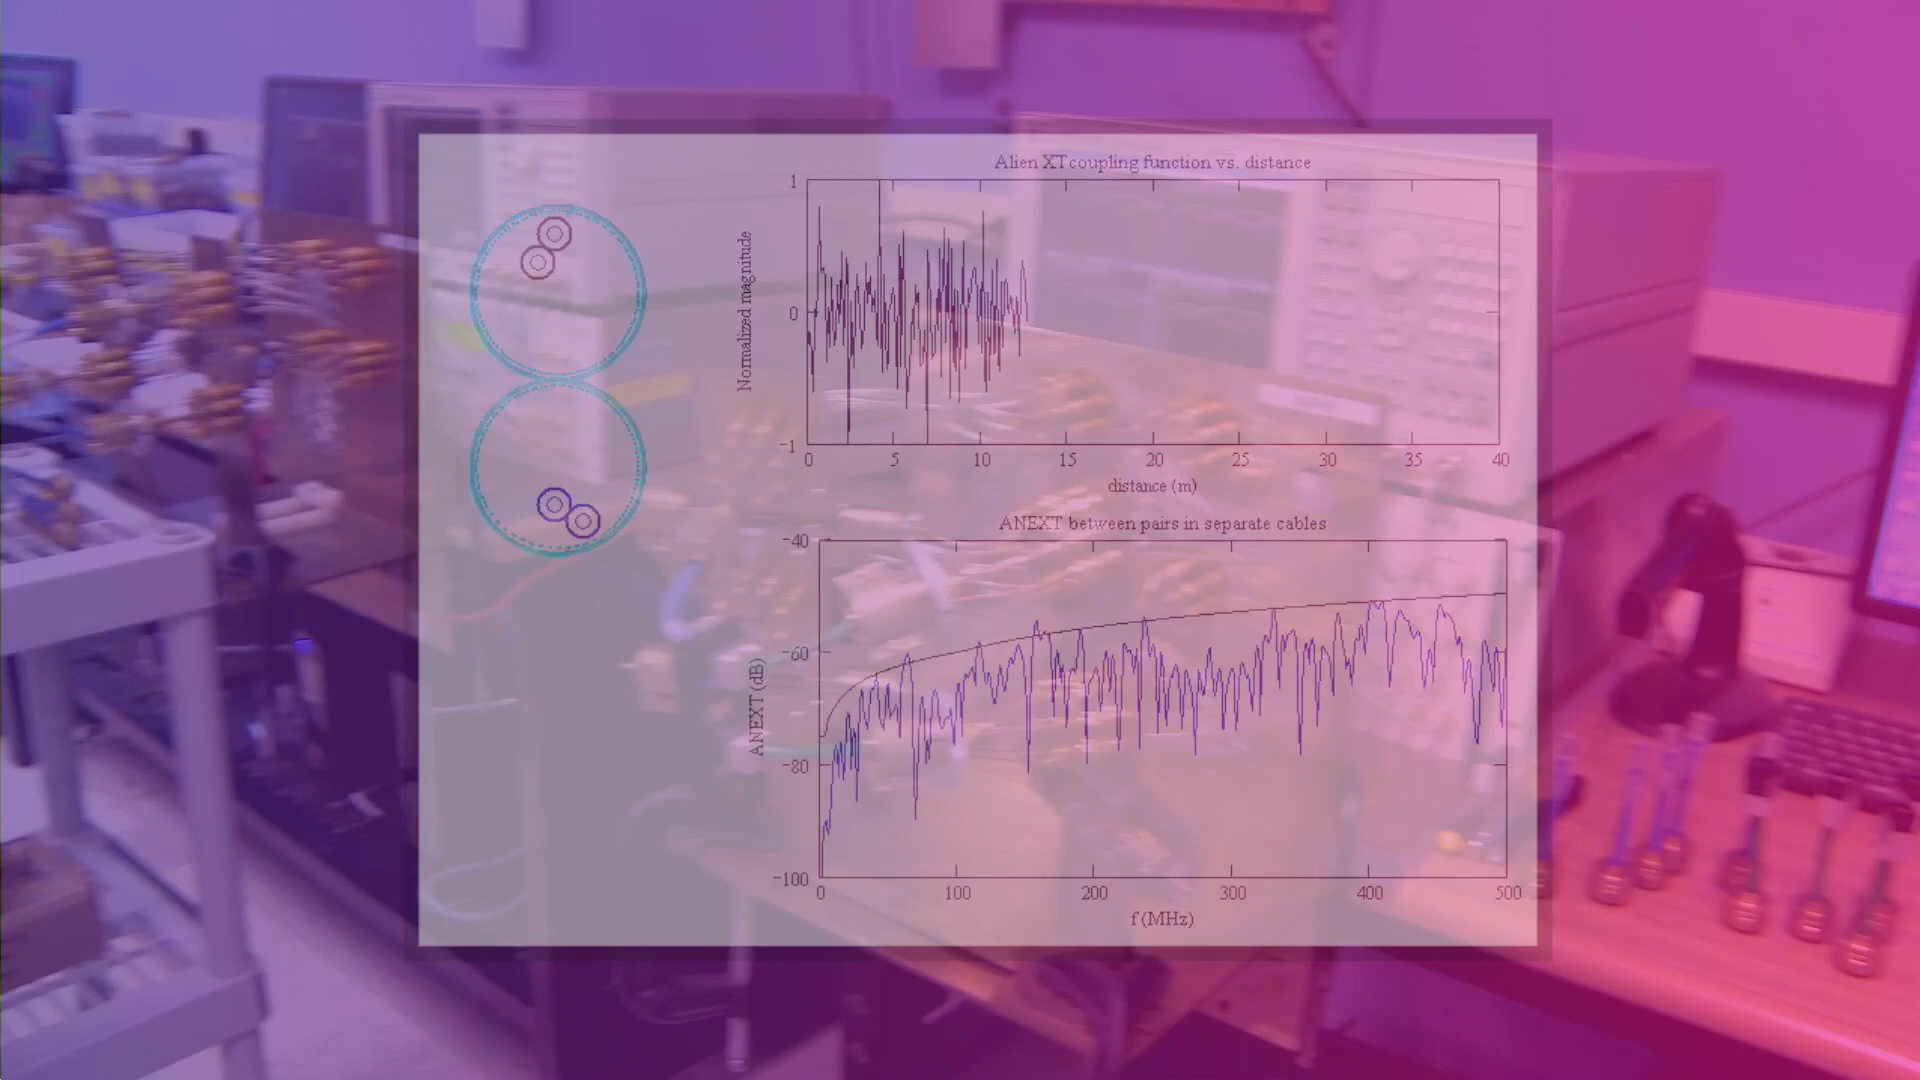 Alien XT coupling function vs. distance
1
0
-1
Normalized magnitude
0 5 10 15 20 25 30 35 40
distance (m)
ANEXT between pairs in separate cables
-40
-60
-80
-100
ANEXT (dB)
0 100 200 300 400 500
f (MHz)